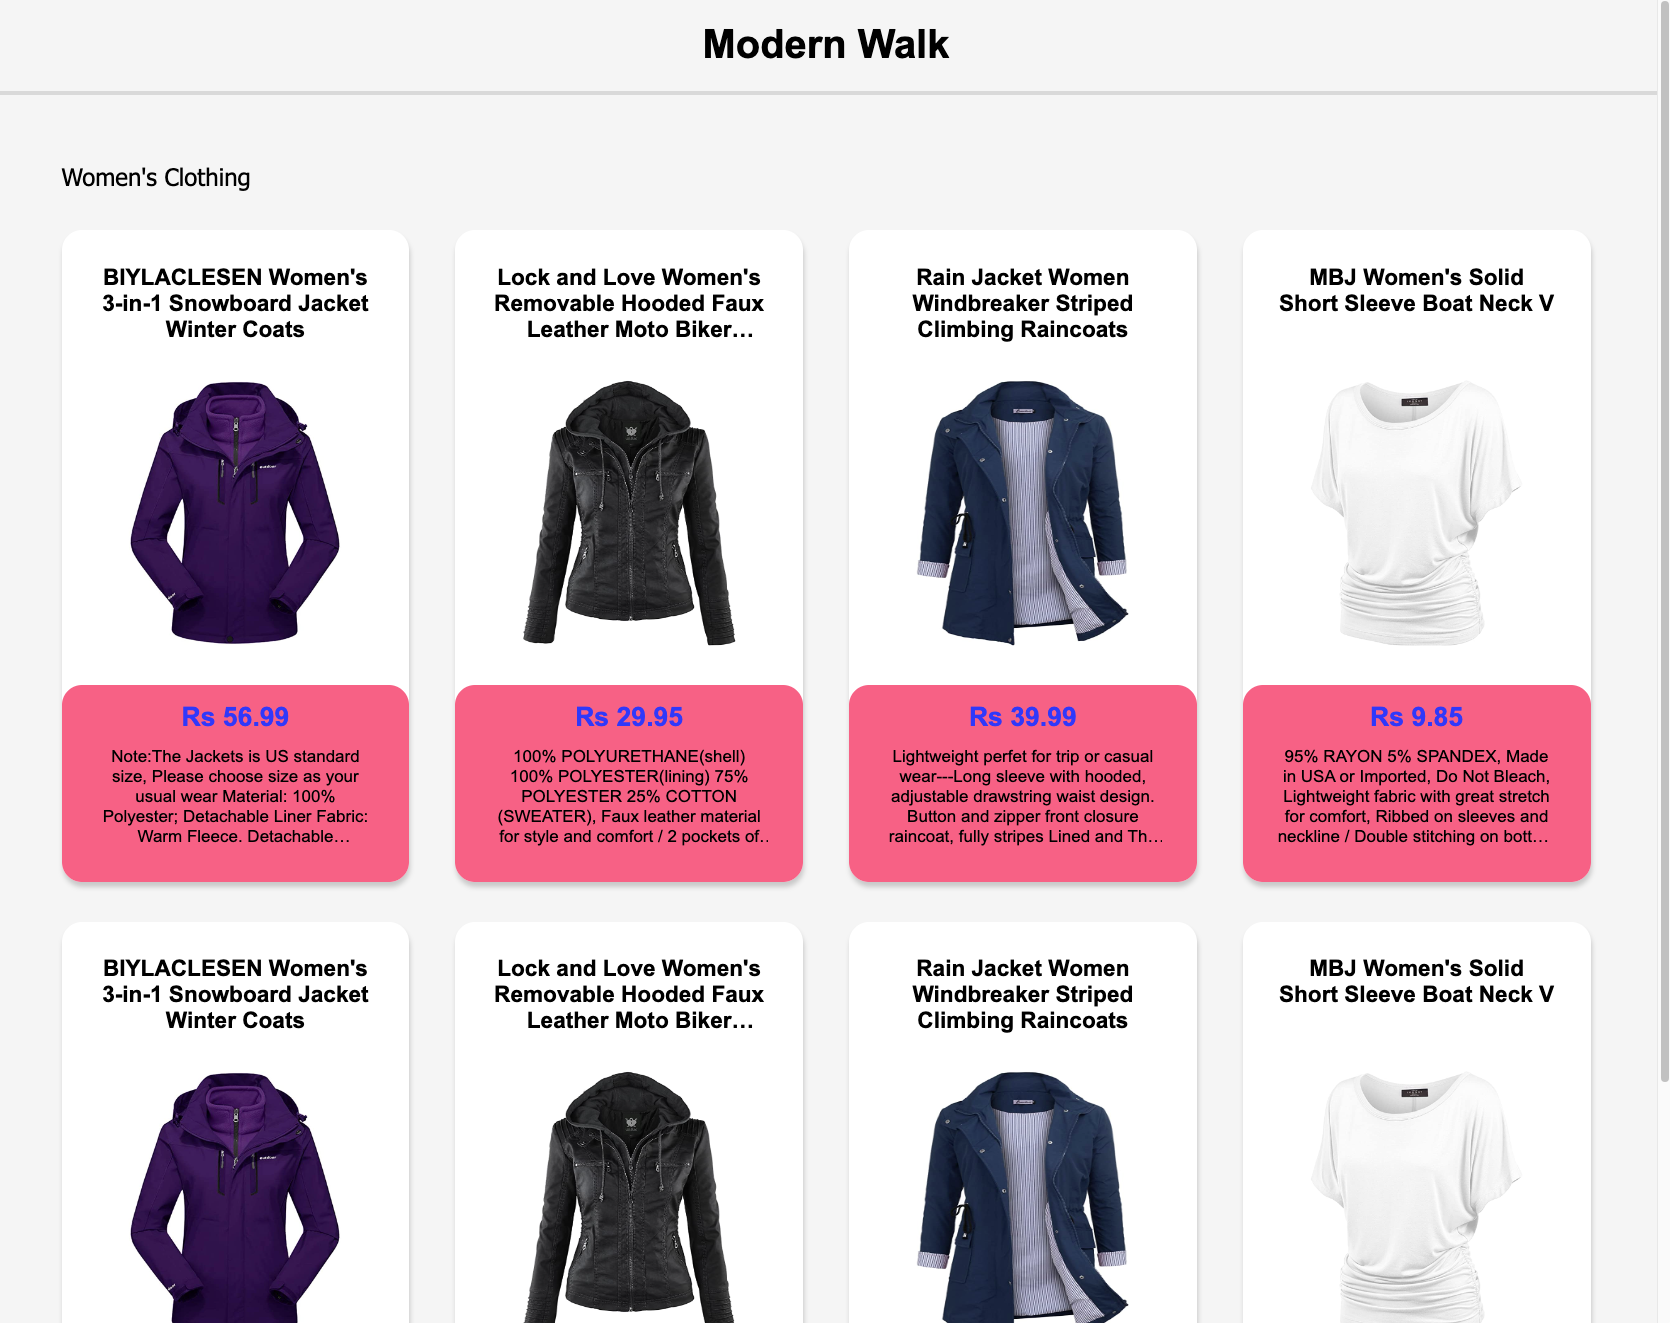 Modern Walk
Women's Clothing
BIYLACLESEN Women's
3-in-1 Snowboard Jacket
Winter Coats
Rs 56.99
Note:The Jackets is US standard
size, Please choose size as your
usual wear Material: 100%
Polyester; Detachable Liner Fabric:
Warm Fleece. Detachable…
Lock and Love Women's
Removable Hooded Faux
Leather Moto Biker…
Rs 29.95
100% POLYURETHANE(shell)
100% POLYESTER(lining) 75%
POLYESTER 25% COTTON
(SWEATER), Faux leather material
for style and comfort / 2 pockets of..
Rain Jacket Women
Windbreaker Striped
Climbing Raincoats
Rs 39.99
Lightweight perfet for trip or casual
wear---Long sleeve with hooded,
adjustable drawstring waist design.
Button and zipper front closure
raincoat, fully stripes Lined and Th…
MBJ Women's Solid
Short Sleeve Boat Neck V
Rs 9.85
95% RAYON 5% SPANDEX, Made
in USA or Imported, Do Not Bleach,
Lightweight fabric with great stretch
for comfort, Ribbed on sleeves and
neckline / Double stitching on bott…
BIYLACLESEN Women's
3-in-1 Snowboard Jacket
Winter Coats
Lock and Love Women's
Removable Hooded Faux
Leather Moto Biker…
Rain Jacket Women
Windbreaker Striped
Climbing Raincoats
MBJ Women's Solid
Short Sleeve Boat Neck V